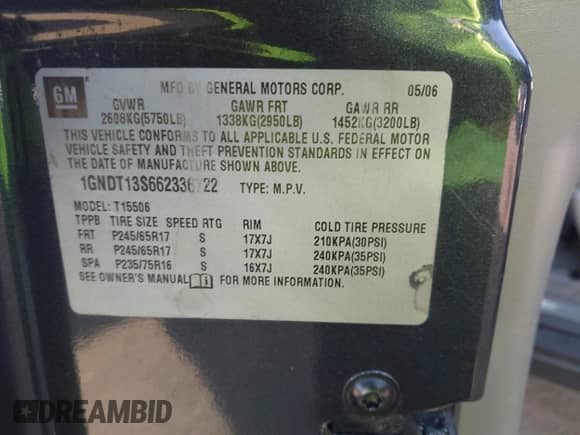 GM
MFD BY GENERAL MOTORS CORP. 05/06
GVWR GAWR FRT GAWR RR
2608KG(5750LB) 1338KG(2950LB) 1452KG(3200LB)
THIS VEHICLE CONFORMS TO ALL APPLICABLE U.S. FEDERAL MOTOR
VEHICLE SAFETY AND THEFT PREVENTION STANDARDS IN EFFECT ON
THE DATE OF MANUFACTURE SHOWN ABOVE.
1GNDT13S662336722 TYPE: M.P.V.
MODEL: T15506
TPPB TIRE SIZE SPEED RTG RIM COLD TIRE PRESSURE
FRT P245/65R17 S 17X7J 210KPA(30PSI)
RR P245/65R17 S 17X7J 240KPA(35PSI)
SPA P235/75R16 S 16X7J 240KPA(35PSI)
SEE OWNER'S MANUAL i FOR MORE INFORMATION.
DREAMBID